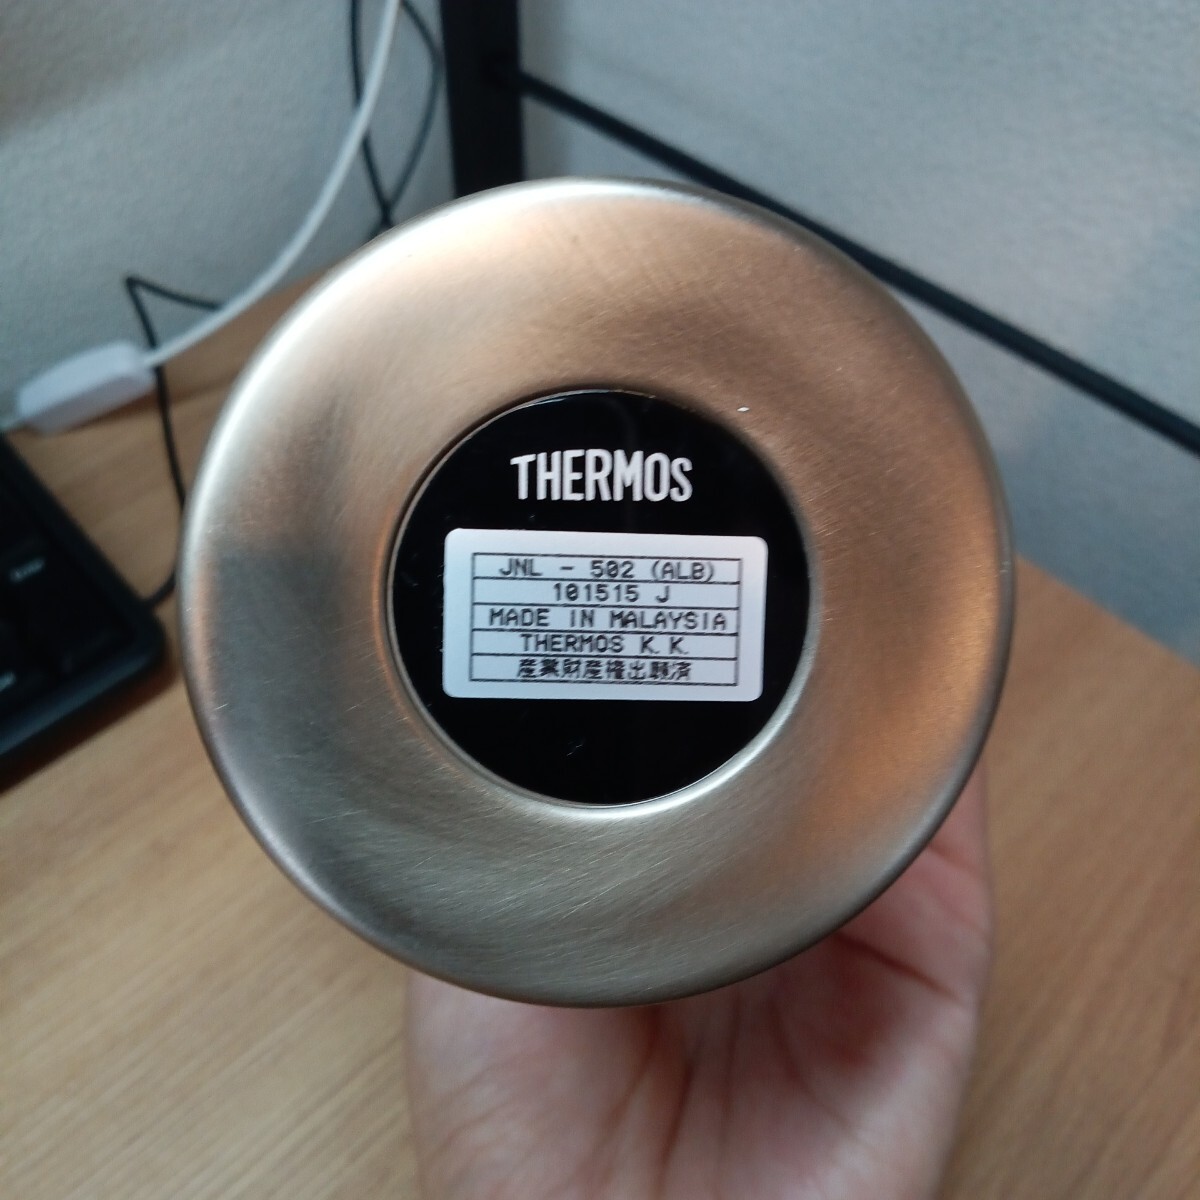 THERMOS
JNL - 502 (ALB)
101515 J
MADE IN MALAYSIA
THERMOS K.K.
産業財産権出願済